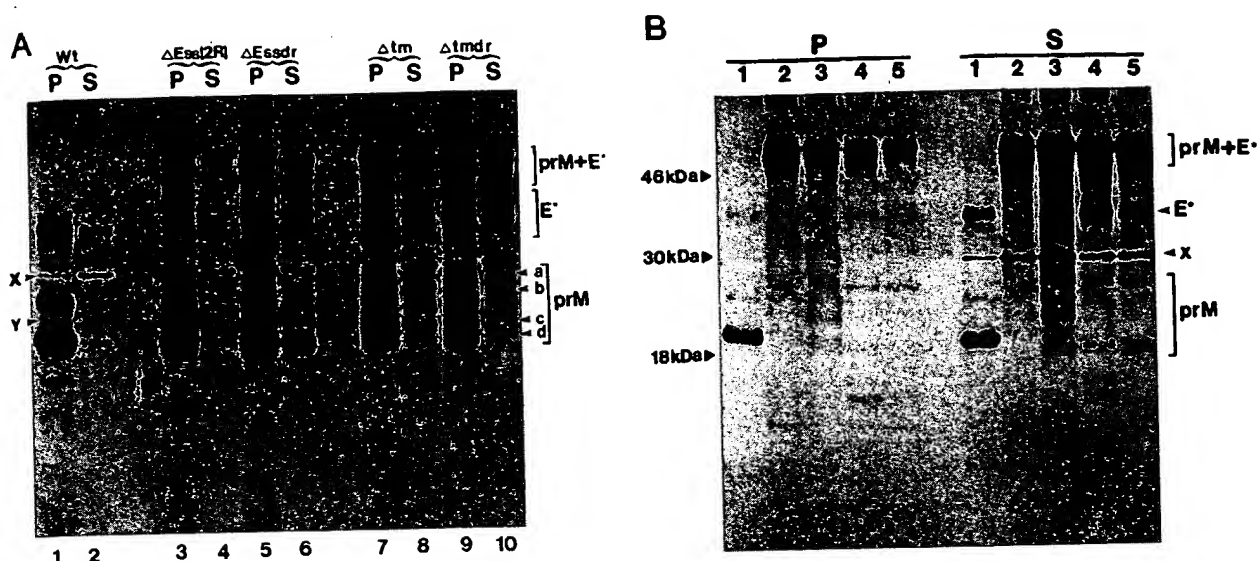 A
Wt
P S
ΔEss[2R]
P S
ΔEssdr
P S
Δtm
P S
Δtmdr
P S
prM+E*
E*
X
Y
a
b
c
d
prM
1 2 3 4 5 6 7 8 9 10
B
P
1 2 3 4 5
S
1 2 3 4 5
46kDa
30kDa
18kDa
prM+E*
E*
X
prM